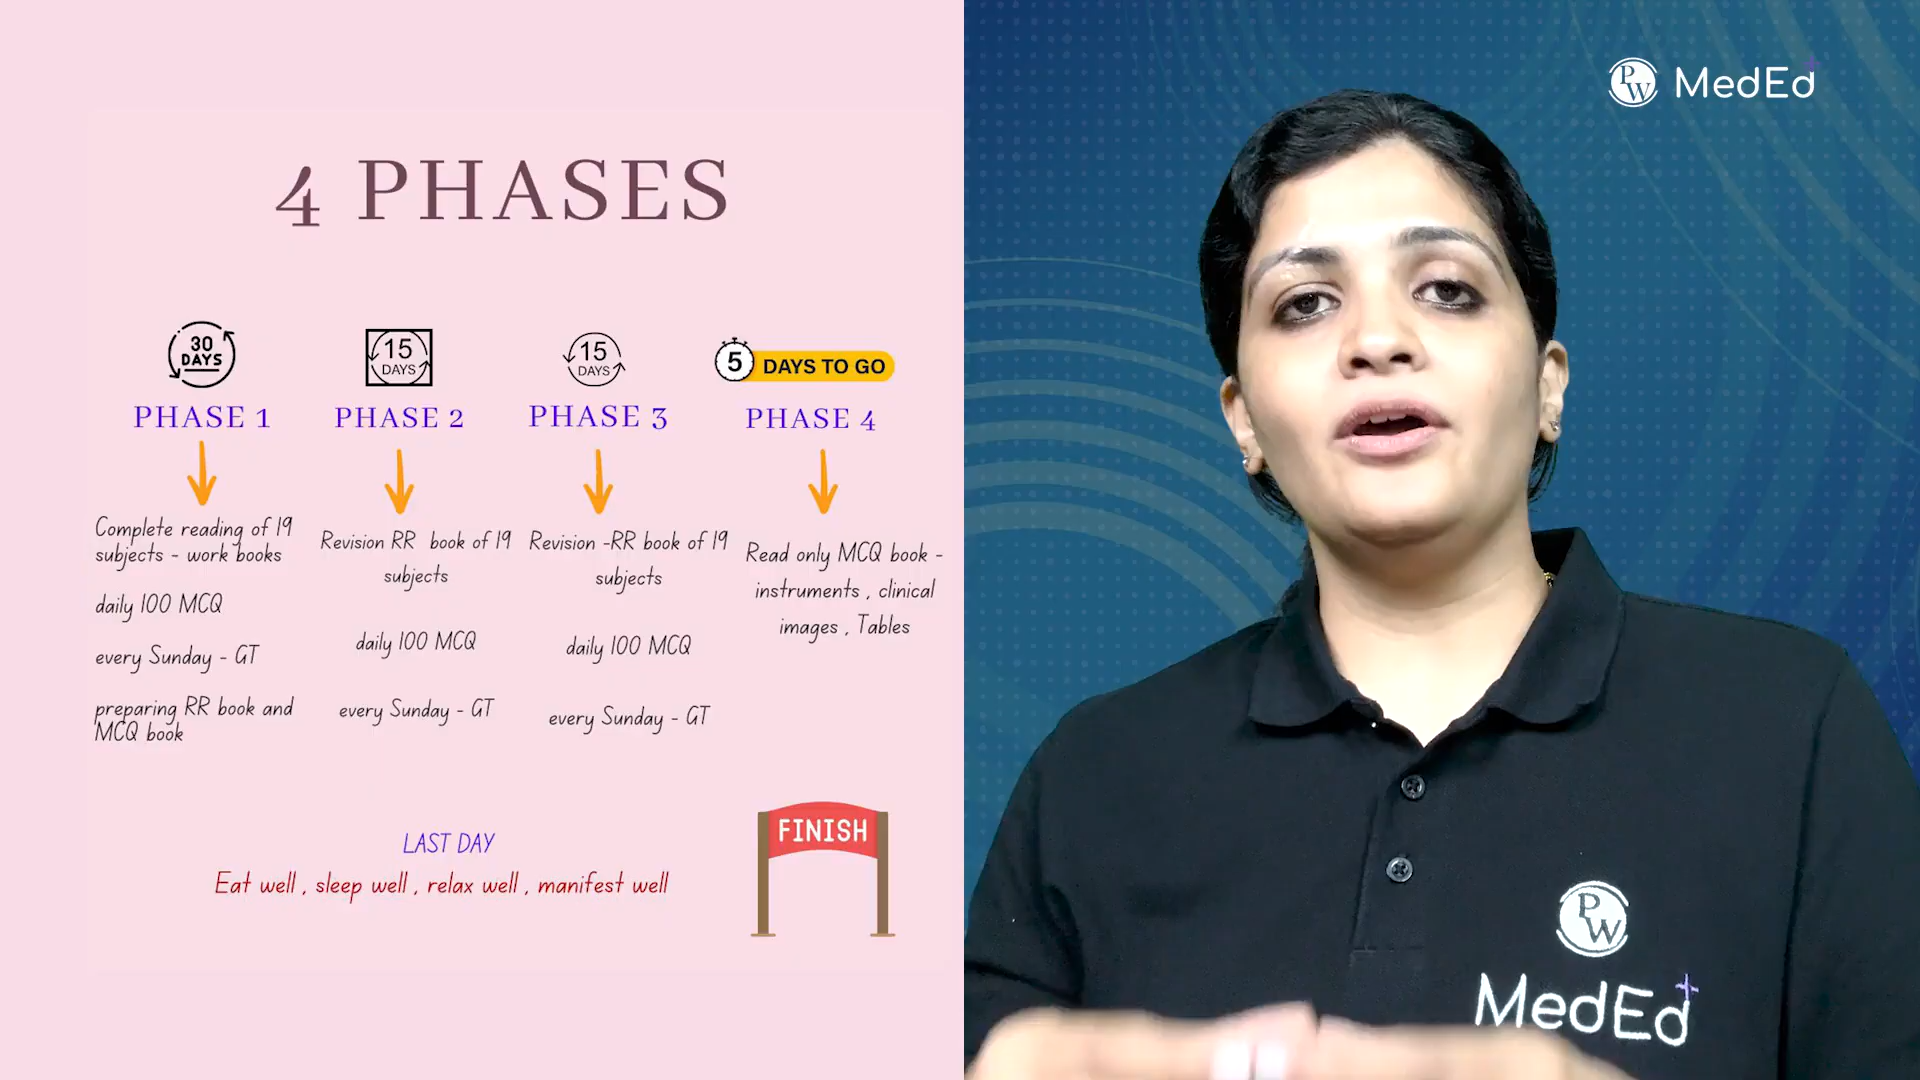 4 PHASES
30
DAYS
PHASE 1
Complete reading of 19
subjects - work books
daily 100 MCQ
every Sunday - GT
preparing RR book and
MCQ book
15
DAYS
PHASE 2
Revision RR book of 19
subjects
daily 100 MCQ
every Sunday - GT
15
DAYS
PHASE 3
Revision -RR book of 19
subjects
daily 100 MCQ
every Sunday - GT
5 DAYS TO GO
PHASE 4
Read only MCQ book -
instruments , clinical
images , Tables
LAST DAY
Eat well , sleep well , relax well , manifest well
FINISH
PW MedEd+
PW
MedEd+